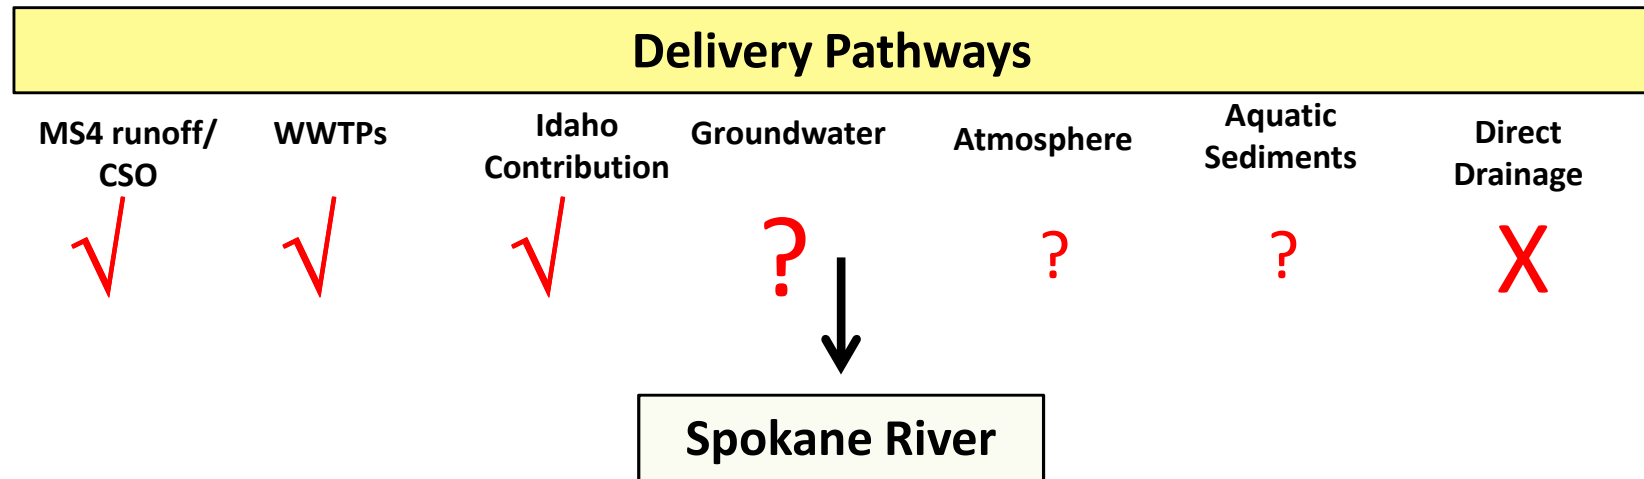 Delivery Pathways
MS4 runoff/
CSO
WWTPs
Idaho
Contribution
Groundwater
Atmosphere
Aquatic
Sediments
Direct
Drainage
√ √ √ ? ? ? X
Spokane River